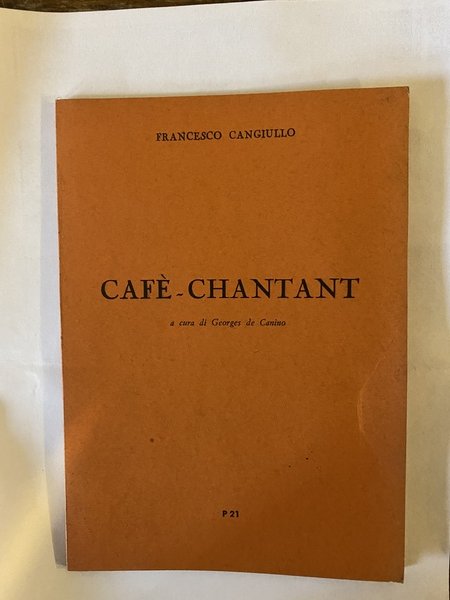 FRANCESCO CANGIULLO
CAFÈ-CHANTANT
a cura di Georges de Canino
P 21